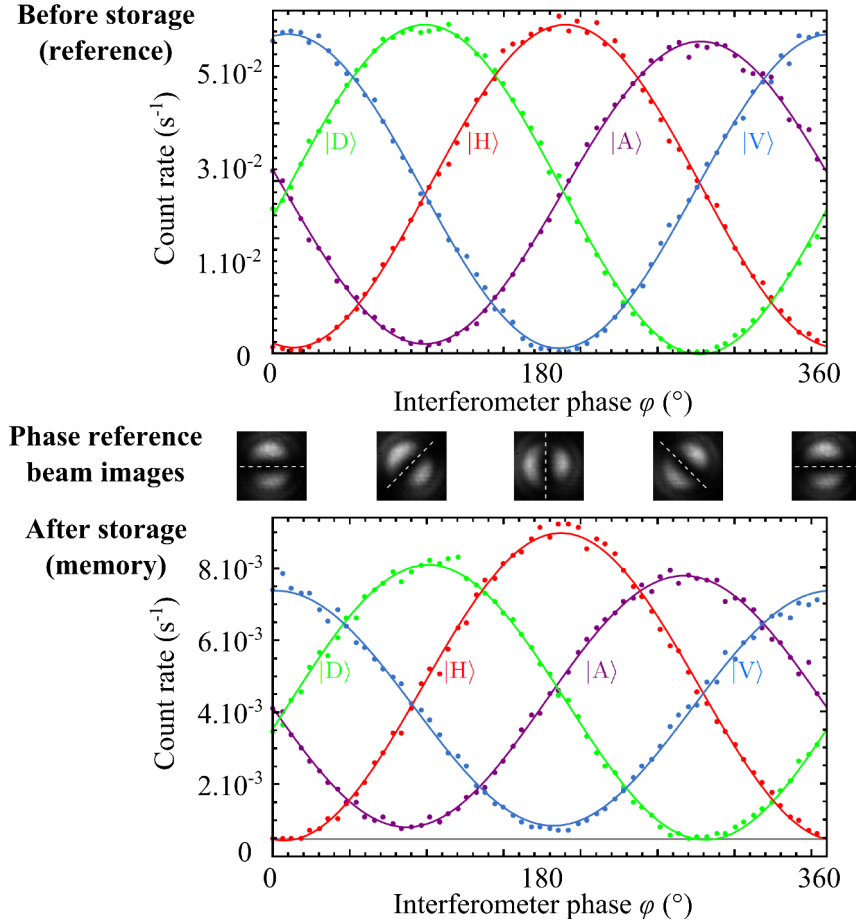 Before storage
(reference)
Count rate (s⁻¹)
5.10⁻²
3.10⁻²
1.10⁻²
0
|D⟩
|H⟩
|A⟩
|V⟩
0
180
360
Interferometer phase φ (°)
Phase reference
beam images
After storage
(memory)
Count rate (s⁻¹)
8.10⁻³
6.10⁻³
4.10⁻³
2.10⁻³
0
|D⟩
|H⟩
|A⟩
|V⟩
0
180
360
Interferometer phase φ (°)